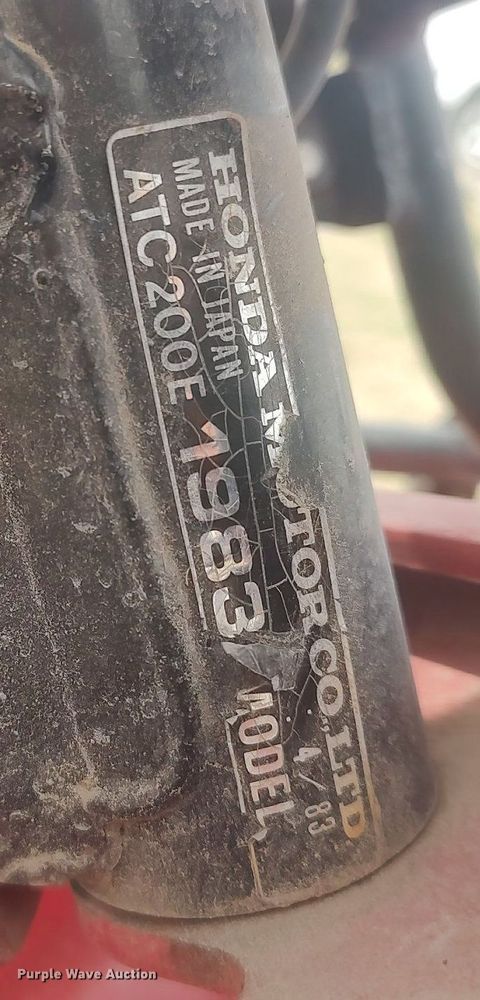 HONDA MOTOR CO.,LTD
MADE IN JAPAN 4/83
ATC200E 1983 MODEL
Purple Wave Auction